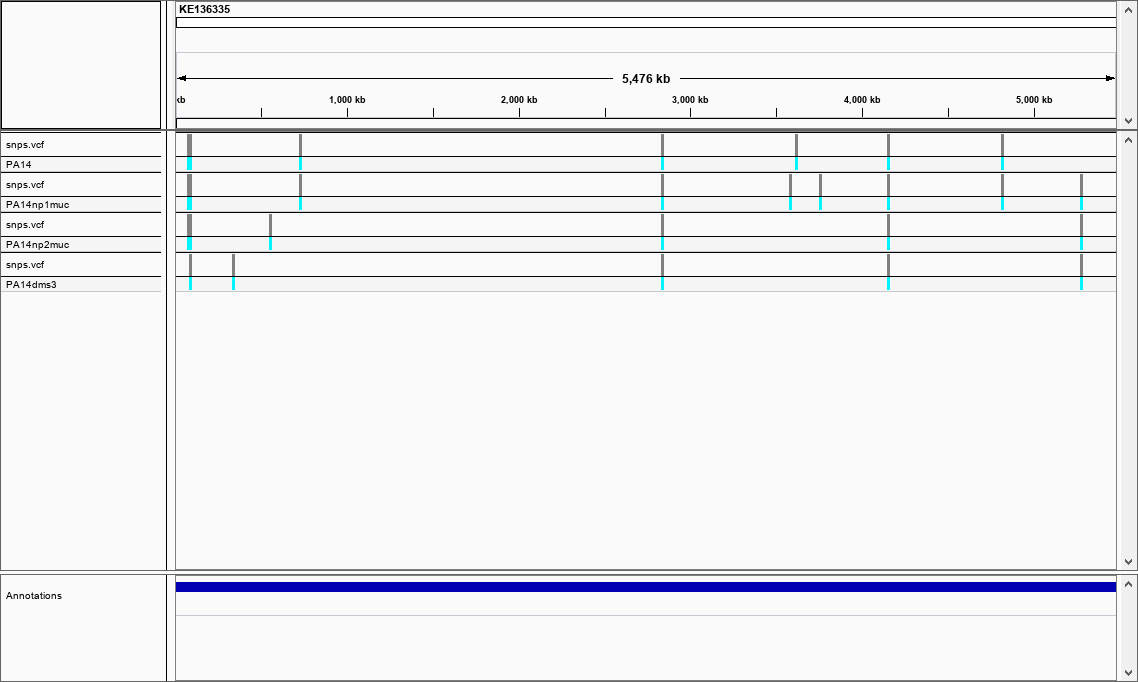 KE136335
5,476 kb
kb 1,000 kb 2,000 kb 3,000 kb 4,000 kb 5,000 kb
snps.vcf
PA14
snps.vcf
PA14np1muc
snps.vcf
PA14np2muc
snps.vcf
PA14dms3
Annotations